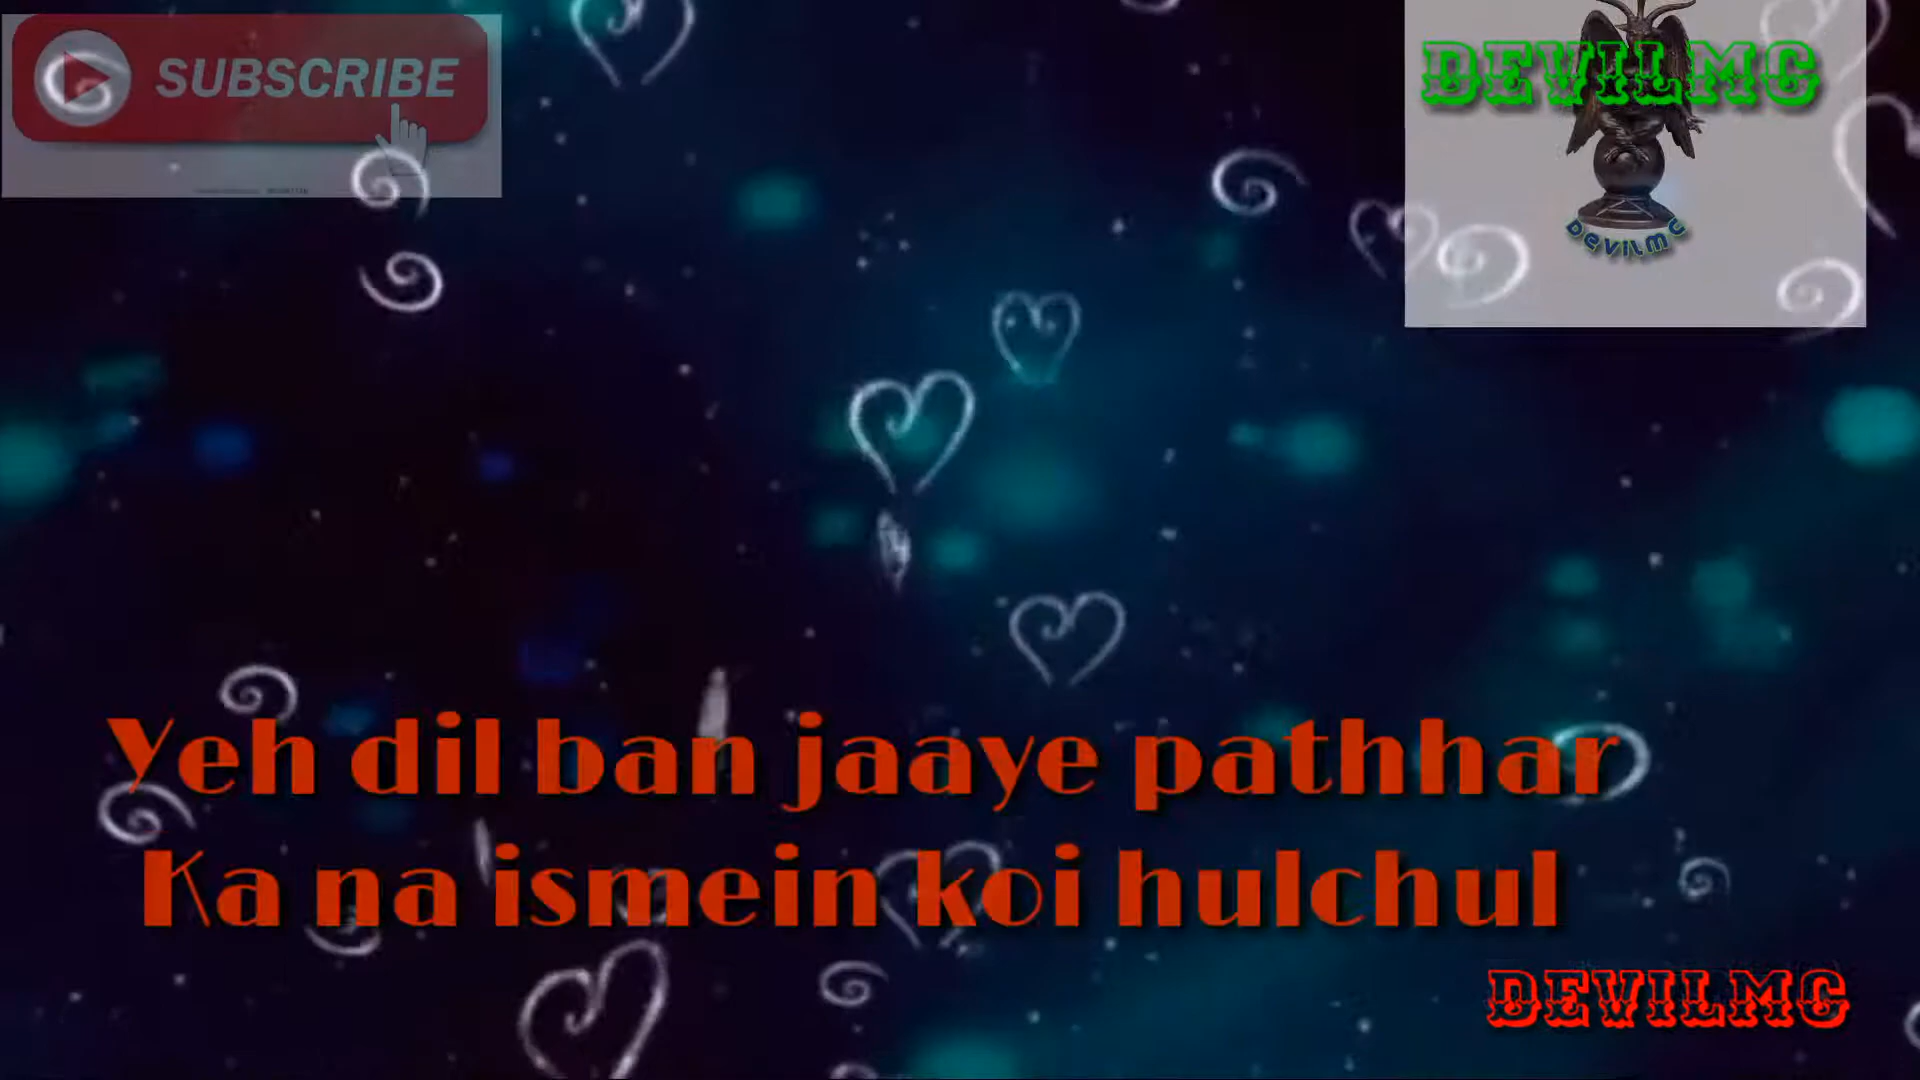 SUBSCRIBE
DEVILMC
DEVILMC
Yeh dil ban jaaye pathhar
Ka na ismein koi hulchul
DEVILMC